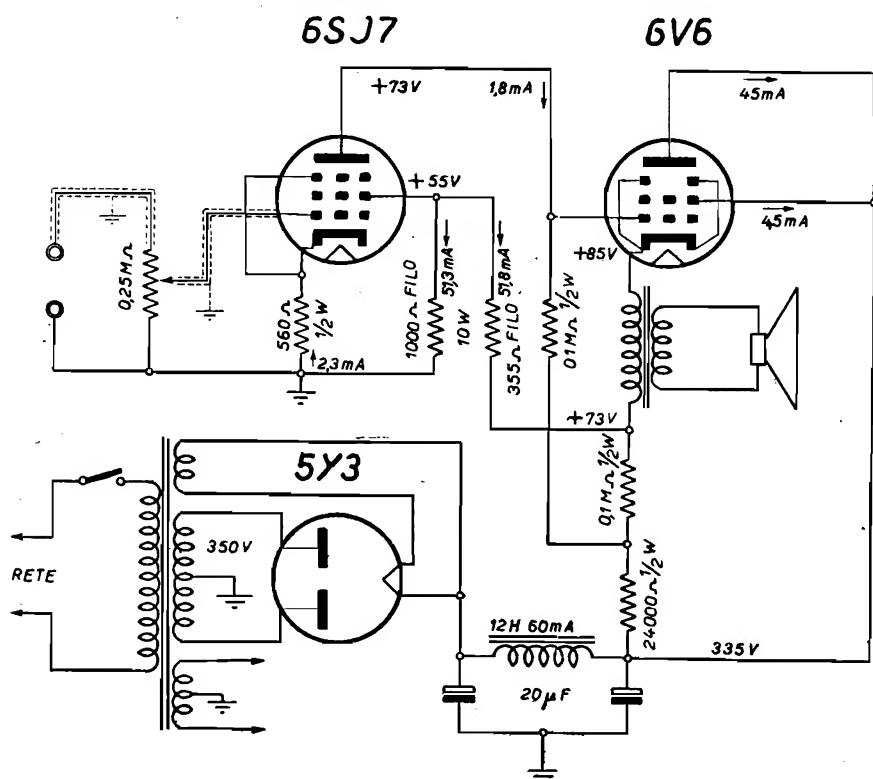 6SJ7
6V6
+73V
1,8mA
45mA
+55V
45mA
+85V
0,25MΩ
560Ω
1/2W
2,3mA
1000Ω FILO
10W
51,3mA
355Ω FILO
51,8mA
01MΩ 1/2W
+73V
0,1MΩ 1/2W
5Y3
350V
RETE
24000Ω 1/2W
12H 60mA
335V
20μF